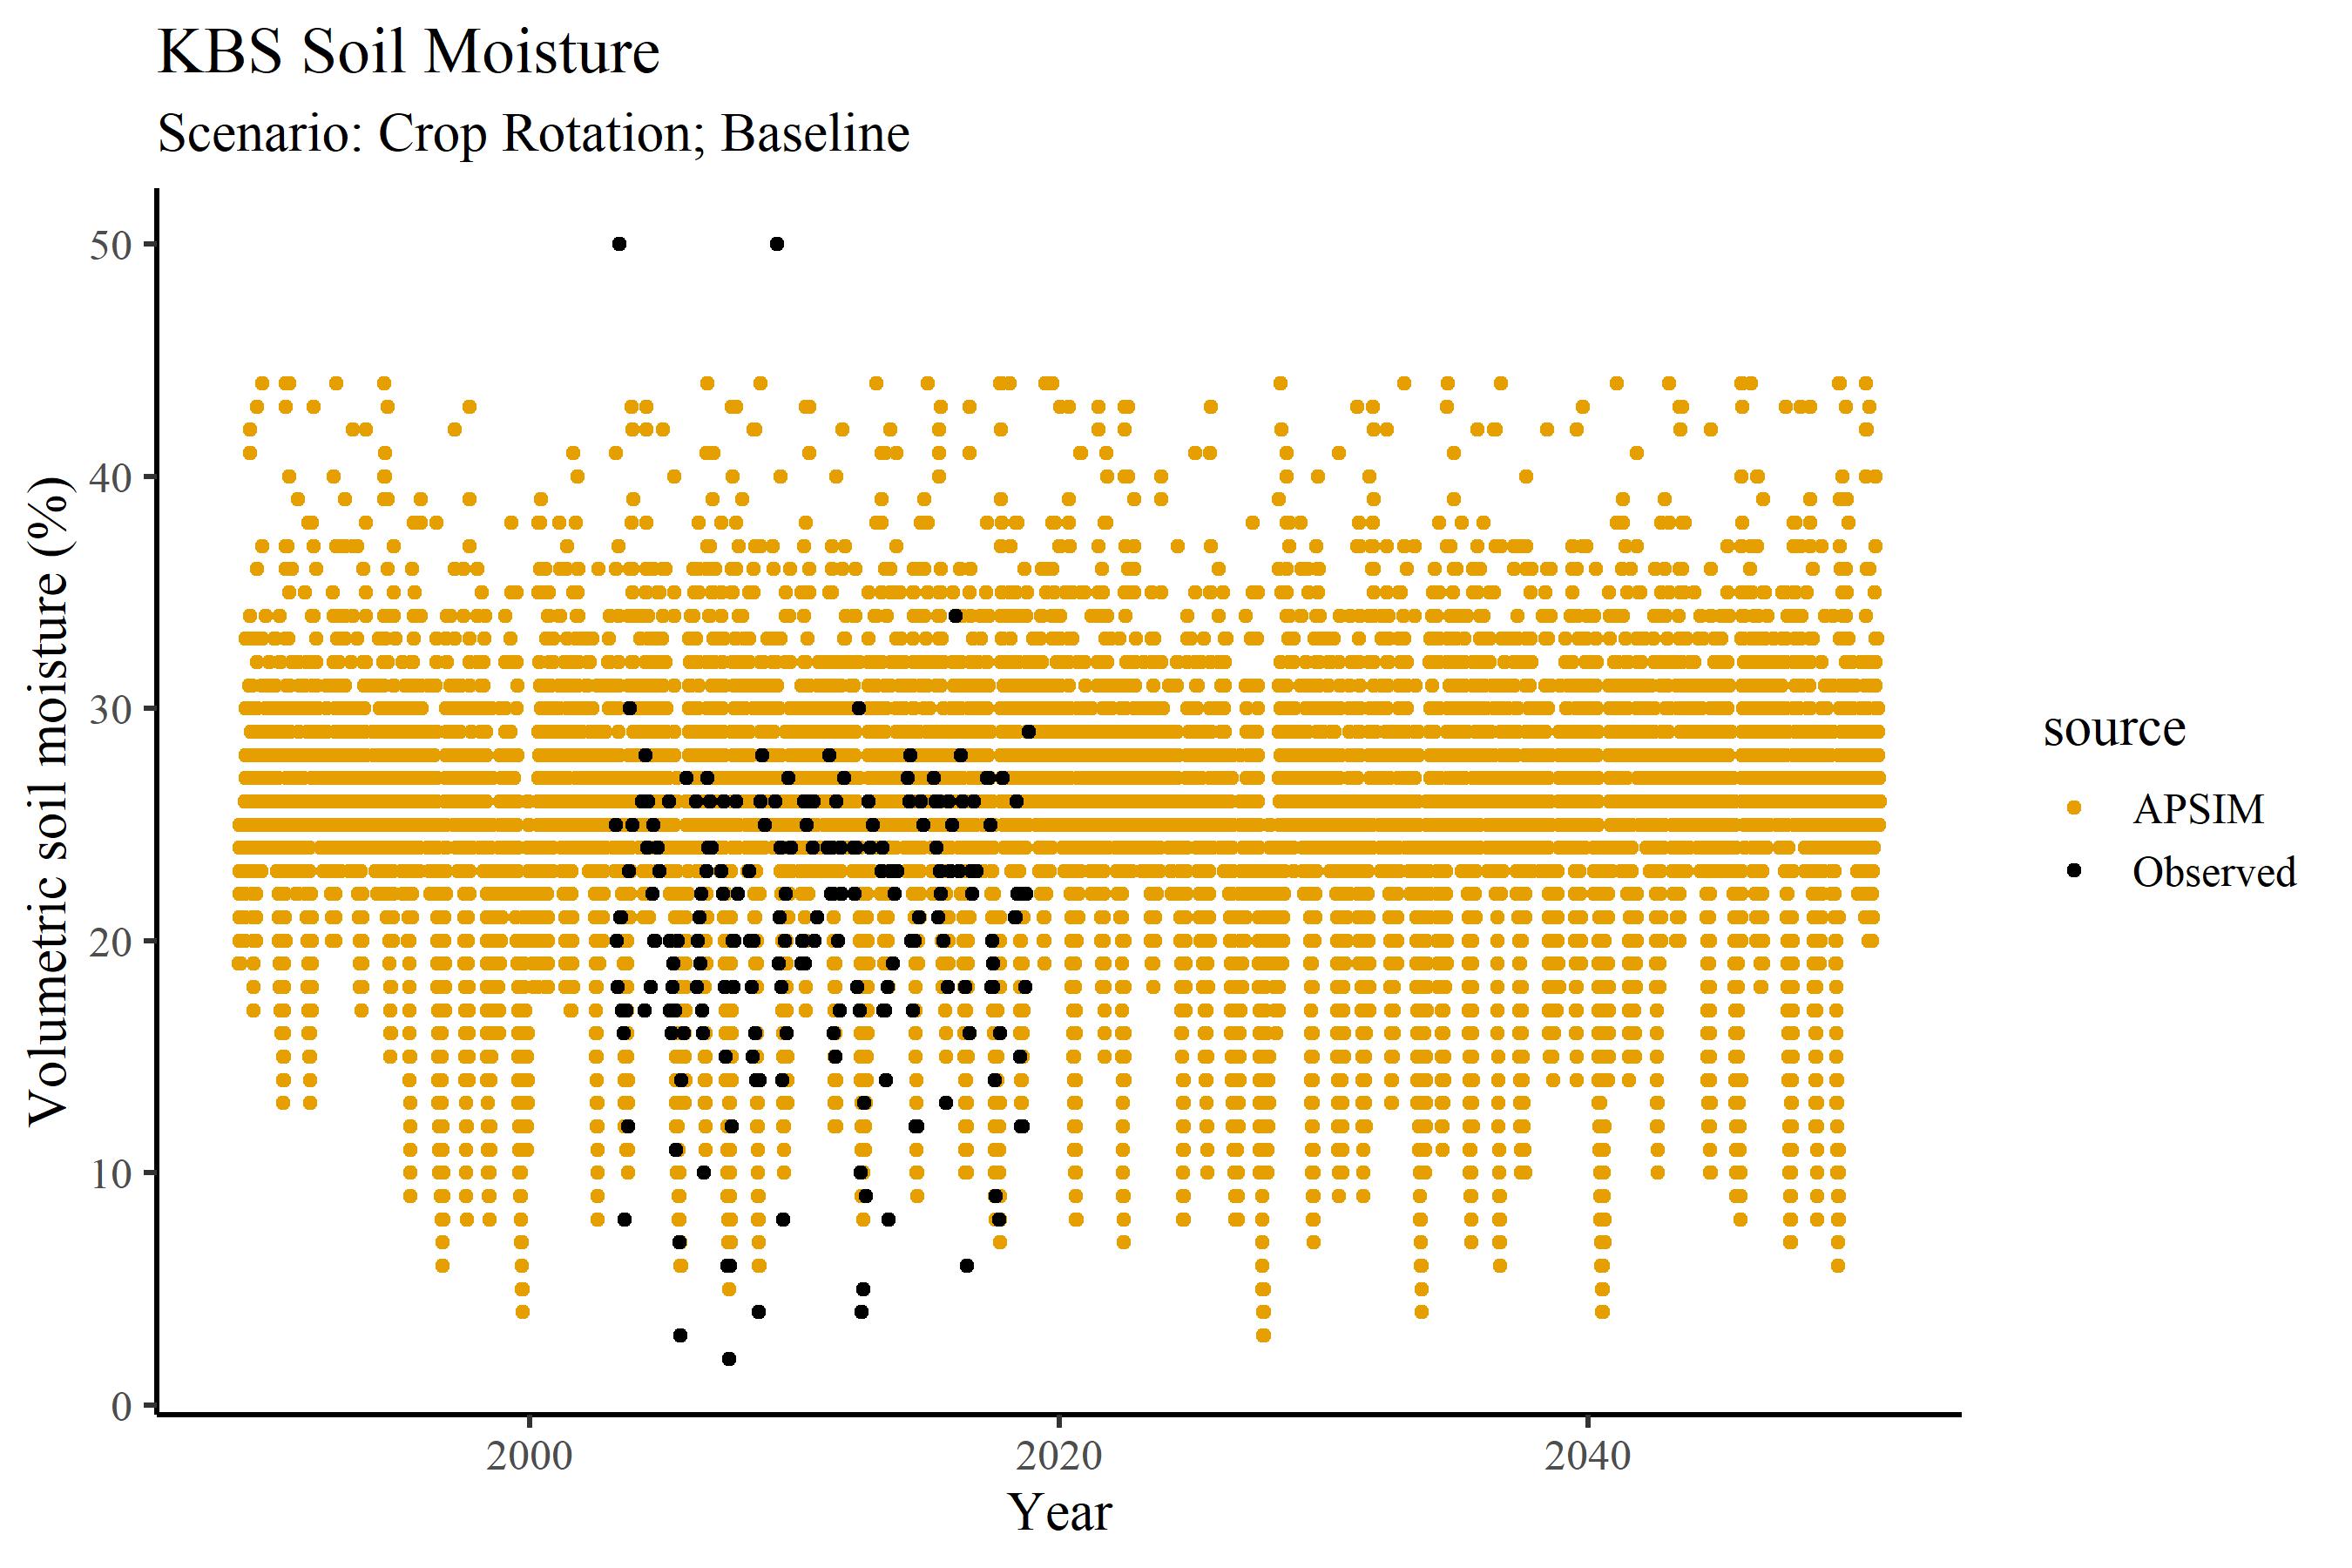 KBS Soil Moisture
Scenario: Crop Rotation; Baseline
Volumetric soil moisture (%)
50
40
30
20
10
0
2000
2020
2040
Year
source
APSIM
Observed